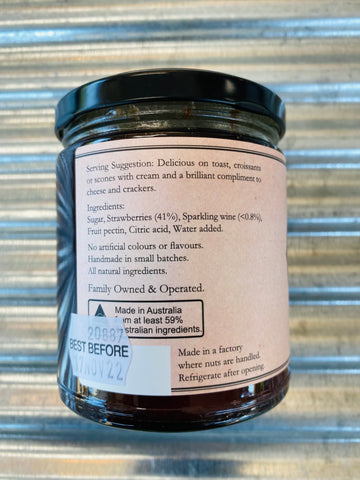 Serving Suggestion: Delicious on toast, croissants
or scones with cream and a brilliant compliment to
cheese and crackers.
Ingredients:
Sugar, Strawberries (41%), Sparkling wine (<0.8%),
Fruit pectin, Citric acid, Water added.
No artificial colours or flavours.
Handmade in small batches.
All natural ingredients.
Family Owned & Operated.
Made in Australia
at least 59%
ingredients.
20887
BEST BEFORE
NOV22
Made in a factory
where nuts are handled.
Refrigerate after opening.